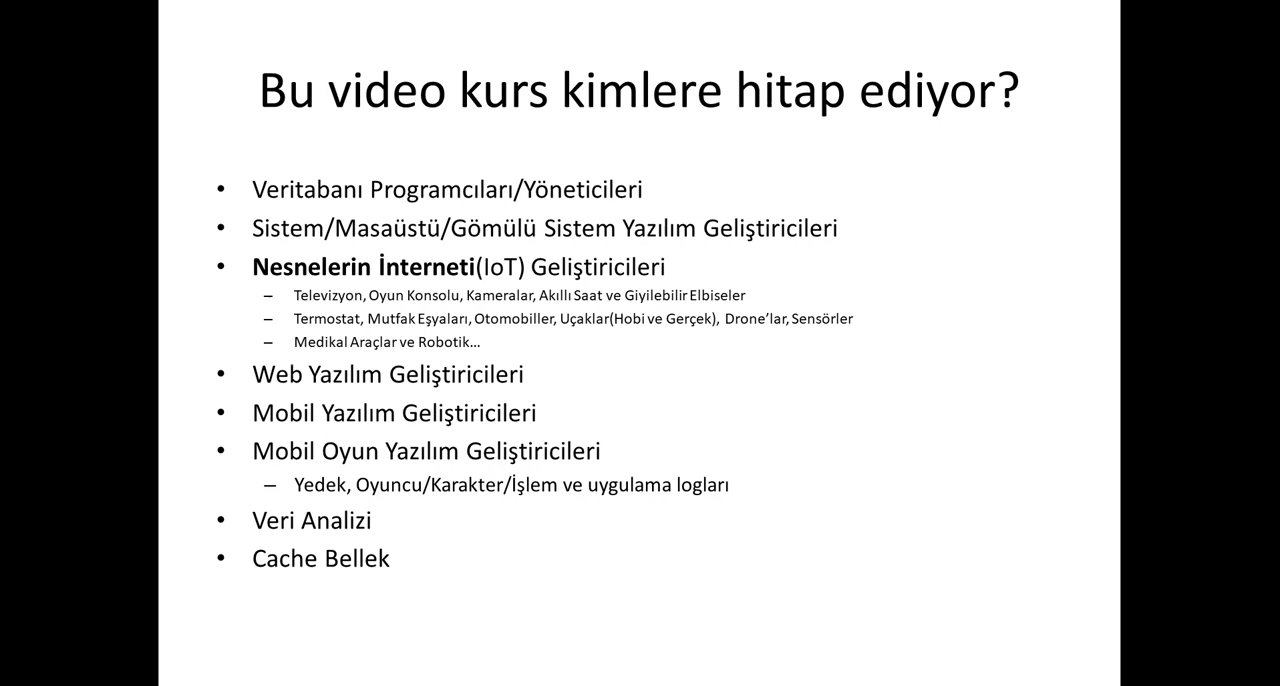 Bu video kurs kimlere hitap ediyor?
• Veritabanı Programcıları/Yöneticileri
• Sistem/Masaüstü/Gömülü Sistem Yazılım Geliştiricileri
• Nesnelerin İnterneti(IoT) Geliştiricileri
– Televizyon, Oyun Konsolu, Kameralar, Akıllı Saat ve Giyilebilir Elbiseler
– Termostat, Mutfak Eşyaları, Otomobiller, Uçaklar(Hobi ve Gerçek), Drone’lar, Sensörler
– Medikal Araçlar ve Robotik…
• Web Yazılım Geliştiricileri
• Mobil Yazılım Geliştiricileri
• Mobil Oyun Yazılım Geliştiricileri
– Yedek, Oyuncu/Karakter/İşlem ve uygulama logları
• Veri Analizi
• Cache Bellek